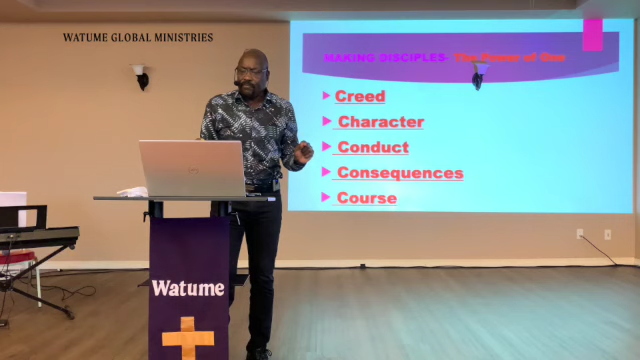 WATUME GLOBAL MINISTRIES
MAKING DISCIPLES- The Power of One
Creed
Character
Conduct
Consequences
Course
Watume